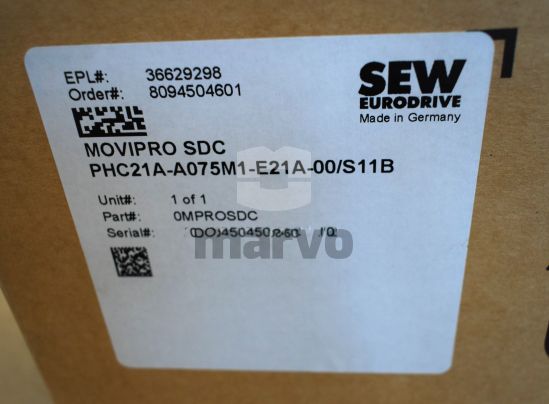 EPL#: 36629298
Order#: 8094504601
SEW
EURODRIVE
Made in Germany
MOVIPRO SDC
PHC21A-A075M1-E21A-00/S11B
Unit#: 1 of 1
Part#: 0MPROSDC
Serial#:
marvo